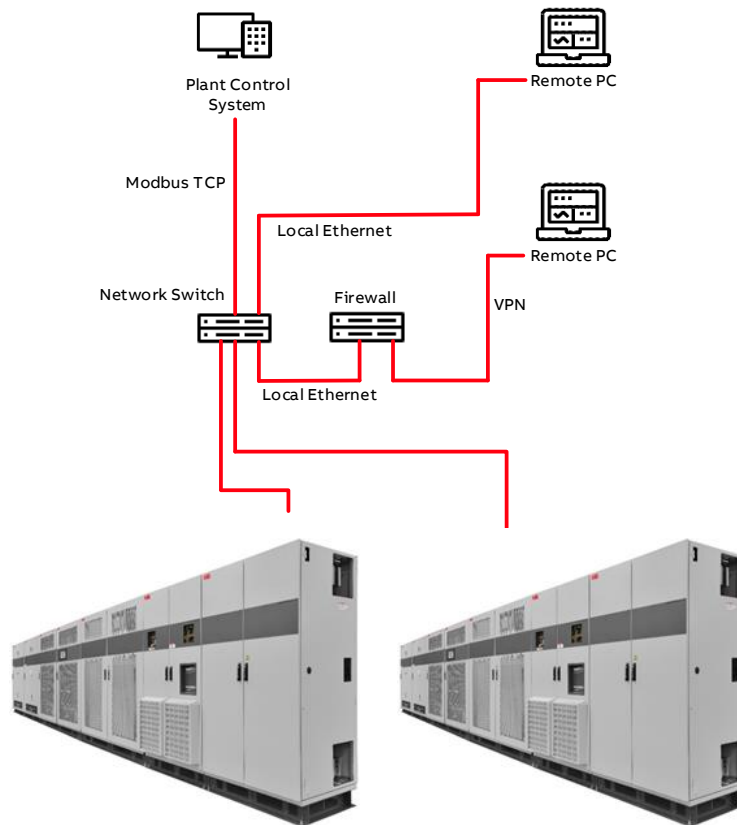 Plant Control
System
Remote PC
Modbus TCP
Local Ethernet
Remote PC
Network Switch
Firewall
VPN
Local Ethernet